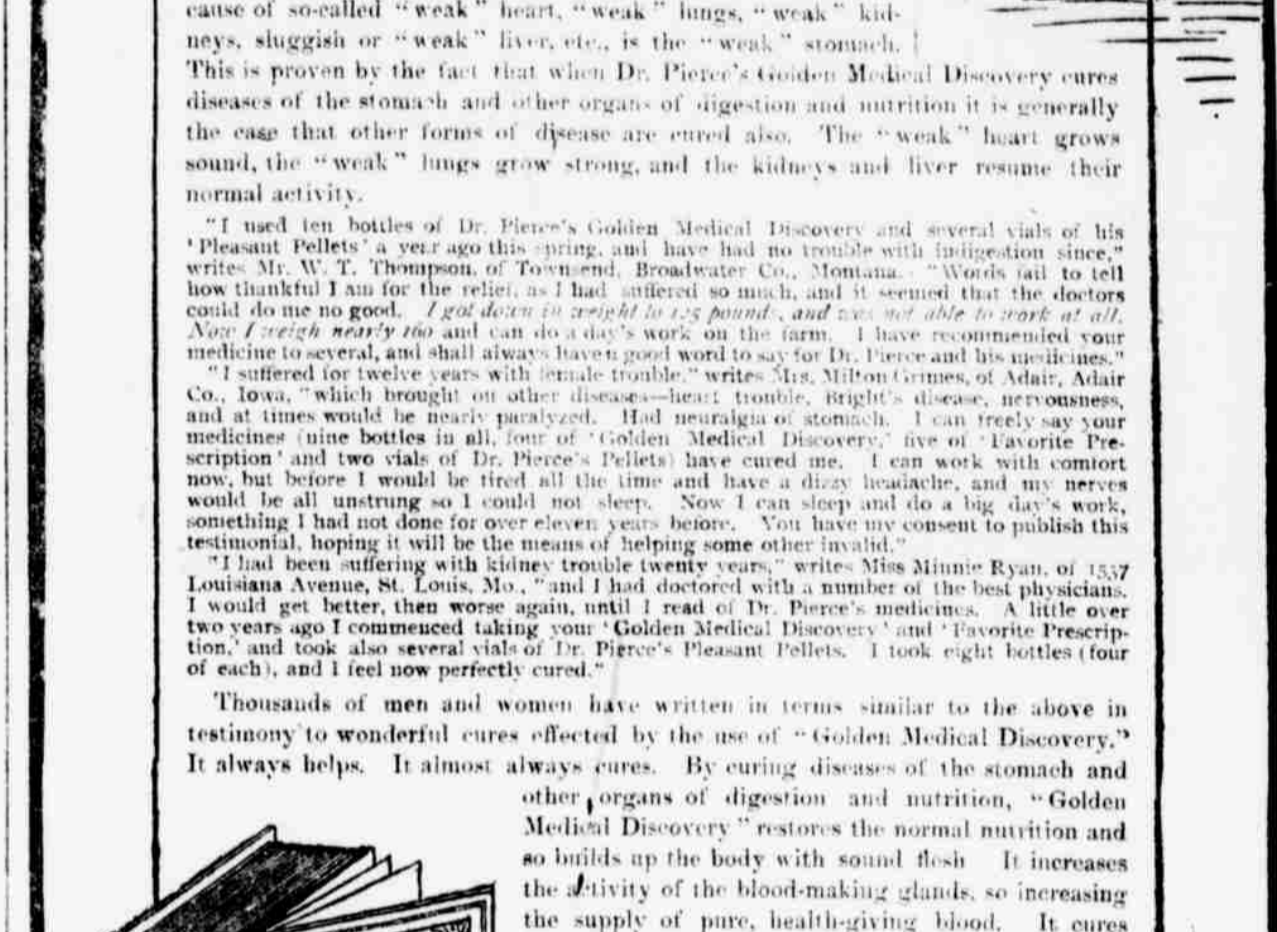 cause of so-called "weak" heart, "weak" lungs, "weak" kid-
neys, sluggish or "weak" liver, etc., is the "weak" stomach.
This is proven by the fact that when Dr. Pierce's Golden Medical Discovery cures
diseases of the stomach and other organs of digestion and nutrition it is generally
the case that other forms of disease are cured also. The "weak" heart grows
sound, the "weak" lungs grow strong, and the kidneys and liver resume their
normal activity.
"I used ten bottles of Dr. Pierce's Golden Medical Discovery and several vials of his
'Pleasant Pellets' a year ago this spring, and have had no trouble with indigestion since,"
writes Mr. W. T. Thompson, of Townsend, Broadwater Co., Montana. "Words fail to tell
how thankful I am for the relief, as I had suffered so much, and it seemed that the doctors
could do me no good. I got down in weight to 125 pounds, and was not able to work at all.
Now I weigh nearly 160 and can do a day's work on the farm. I have recommended your
medicine to several, and shall always have a good word to say for Dr. Pierce and his medicines."
"I suffered for twelve years with female trouble," writes Mrs. Milton Grimes, of Adair, Adair
Co., Iowa, "which brought on other diseases—heart trouble, Bright's disease, nervousness,
and at times would be nearly paralyzed. Had neuralgia of stomach. I can freely say your
medicines (nine bottles in all, four of 'Golden Medical Discovery,' five of 'Favorite Pre-
scription' and two vials of Dr. Pierce's Pellets) have cured me. I can work with comfort
now, but before I would be tired all the time and have a dizzy headache, and my nerves
would be all unstrung so I could not sleep. Now I can sleep and do a big day's work,
something I had not done for over eleven years before. You have my consent to publish this
testimonial, hoping it will be the means of helping some other invalid."
"I had been suffering with kidney trouble twenty years," writes Miss Minnie Ryan, of 1537
Louisiana Avenue, St. Louis, Mo., "and I had doctored with a number of the best physicians.
I would get better, then worse again, until I read of Dr. Pierce's medicines. A little over
two years ago I commenced taking your 'Golden Medical Discovery' and 'Favorite Prescrip-
tion,' and took also several vials of Dr. Pierce's Pleasant Pellets. I took eight bottles (four
of each), and I feel now perfectly cured."
Thousands of men and women have written in terms similar to the above in
testimony to wonderful cures effected by the use of "Golden Medical Discovery."
It always helps. It almost always cures. By curing diseases of the stomach and
other organs of digestion and nutrition, "Golden
Medical Discovery" restores the normal nutrition and
so builds up the body with sound flesh It increases
the activity of the blood-making glands, so increasing
the supply of pure, health-giving blood. It cures